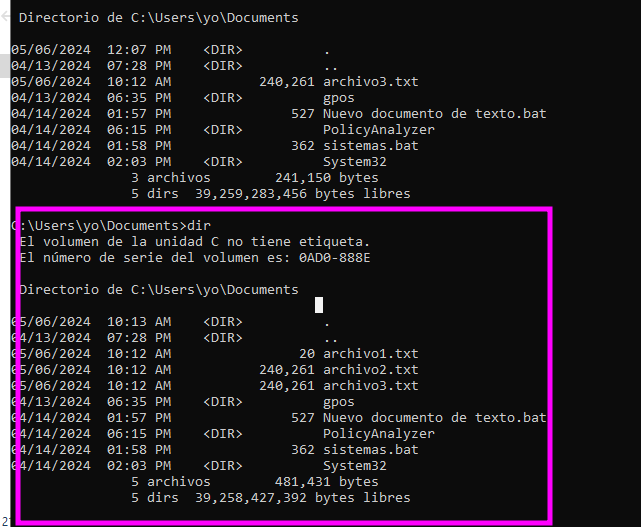 Directorio de C:\Users\yo\Documents
05/06/2024 12:07 PM <DIR> .
04/13/2024 07:28 PM <DIR> ..
05/06/2024 10:12 AM 240,261 archivo3.txt
04/13/2024 06:35 PM <DIR> gpos
04/14/2024 01:57 PM 527 Nuevo documento de texto.bat
04/14/2024 06:15 PM <DIR> PolicyAnalyzer
04/14/2024 01:58 PM 362 sistemas.bat
04/14/2024 02:03 PM <DIR> System32
3 archivos 241,150 bytes
5 dirs 39,259,283,456 bytes libres
C:\Users\yo\Documents>dir
El volumen de la unidad C no tiene etiqueta.
El número de serie del volumen es: 0AD0-888E
Directorio de C:\Users\yo\Documents
05/06/2024 10:13 AM <DIR> .
04/13/2024 07:28 PM <DIR> ..
05/06/2024 10:12 AM 20 archivo1.txt
05/06/2024 10:12 AM 240,261 archivo2.txt
05/06/2024 10:12 AM 240,261 archivo3.txt
04/13/2024 06:35 PM <DIR> gpos
04/14/2024 01:57 PM 527 Nuevo documento de texto.bat
04/14/2024 06:15 PM <DIR> PolicyAnalyzer
04/14/2024 01:58 PM 362 sistemas.bat
04/14/2024 02:03 PM <DIR> System32
5 archivos 481,431 bytes
5 dirs 39,258,427,392 bytes libres